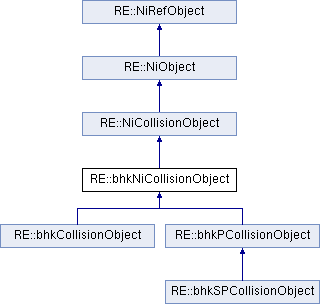 RE::NiRefObject
RE::NiObject
RE::NiCollisionObject
RE::bhkNiCollisionObject
RE::bhkCollisionObject
RE::bhkPCollisionObject
RE::bhkSPCollisionObject